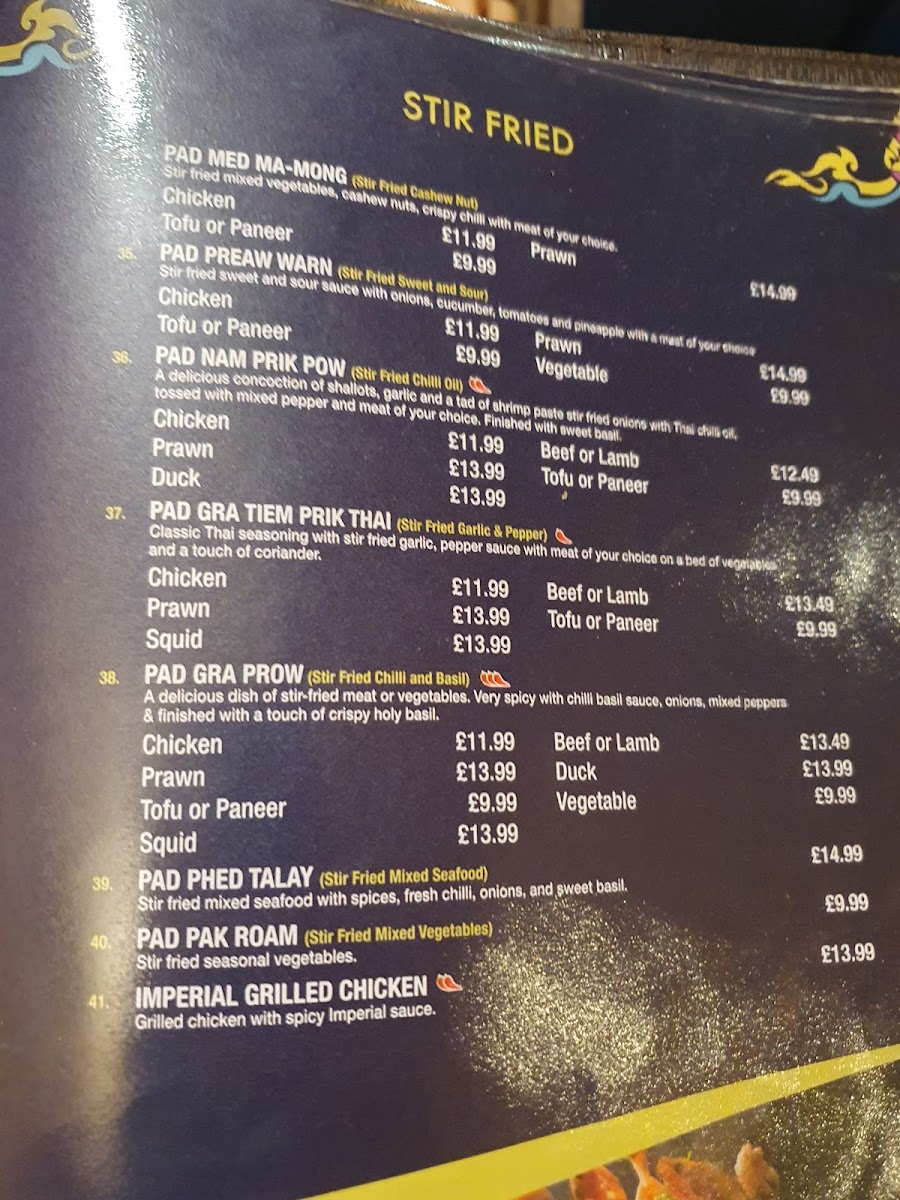 STIR FRIED
PAD MED MA-MONG (Stir Fried Cashew Nut)
Stir fried mixed vegetables, cashew nuts, crispy chilli with meat of your choice.
Chicken £11.99 Prawn £14.99
Tofu or Paneer £9.99
35. PAD PREAW WARN (Stir Fried Sweet and Sour)
Stir fried sweet and sour sauce with onions, cucumber, tomatoes and pineapple with a meat of your choice
Chicken £11.99 Prawn £14.99
Tofu or Paneer £9.99 Vegetable £9.99
36. PAD NAM PRIK POW (Stir Fried Chilli Oil)
A delicious concoction of shallots, garlic and a tad of shrimp paste stir fried onions with Thai chilli oil,
tossed with mixed pepper and meat of your choice. Finished with sweet basil.
Chicken £11.99 Beef or Lamb £12.49
Prawn £13.99 Tofu or Paneer £9.99
Duck £13.99
37. PAD GRA TIEM PRIK THAI (Stir Fried Garlic & Pepper)
Classic Thai seasoning with stir fried garlic, pepper sauce with meat of your choice on a bed of vegetables
and a touch of coriander.
Chicken £11.99 Beef or Lamb £13.49
Prawn £13.99 Tofu or Paneer £9.99
Squid £13.99
38. PAD GRA PROW (Stir Fried Chilli and Basil)
A delicious dish of stir-fried meat or vegetables. Very spicy with chilli basil sauce, onions, mixed peppers
& finished with a touch of crispy holy basil.
Chicken £11.99 Beef or Lamb £13.49
Prawn £13.99 Duck £13.99
Tofu or Paneer £9.99 Vegetable £9.99
Squid £13.99
39. PAD PHED TALAY (Stir Fried Mixed Seafood) £14.99
Stir fried mixed seafood with spices, fresh chilli, onions, and sweet basil.
40. PAD PAK ROAM (Stir Fried Mixed Vegetables) £9.99
Stir fried seasonal vegetables.
41. IMPERIAL GRILLED CHICKEN £13.99
Grilled chicken with spicy Imperial sauce.